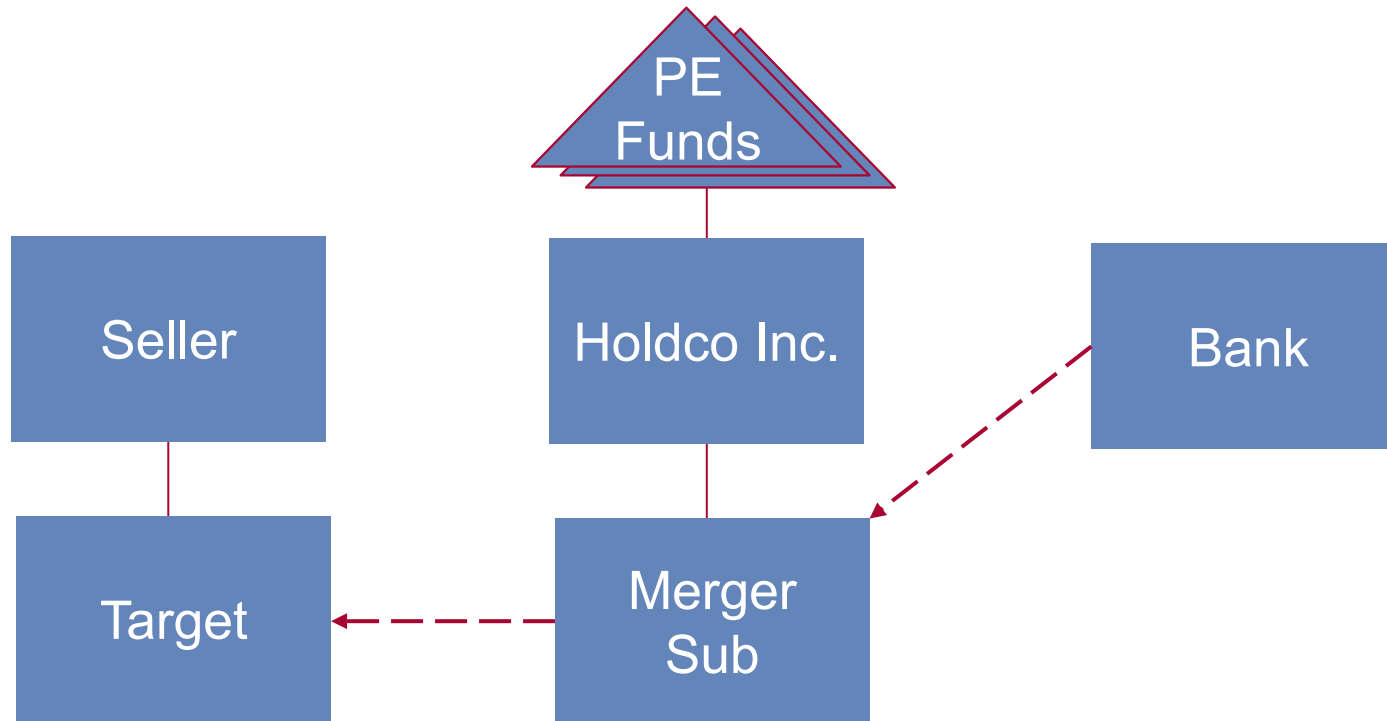 PE
Funds
Seller
Holdco Inc.
Bank
Target
Merger
Sub